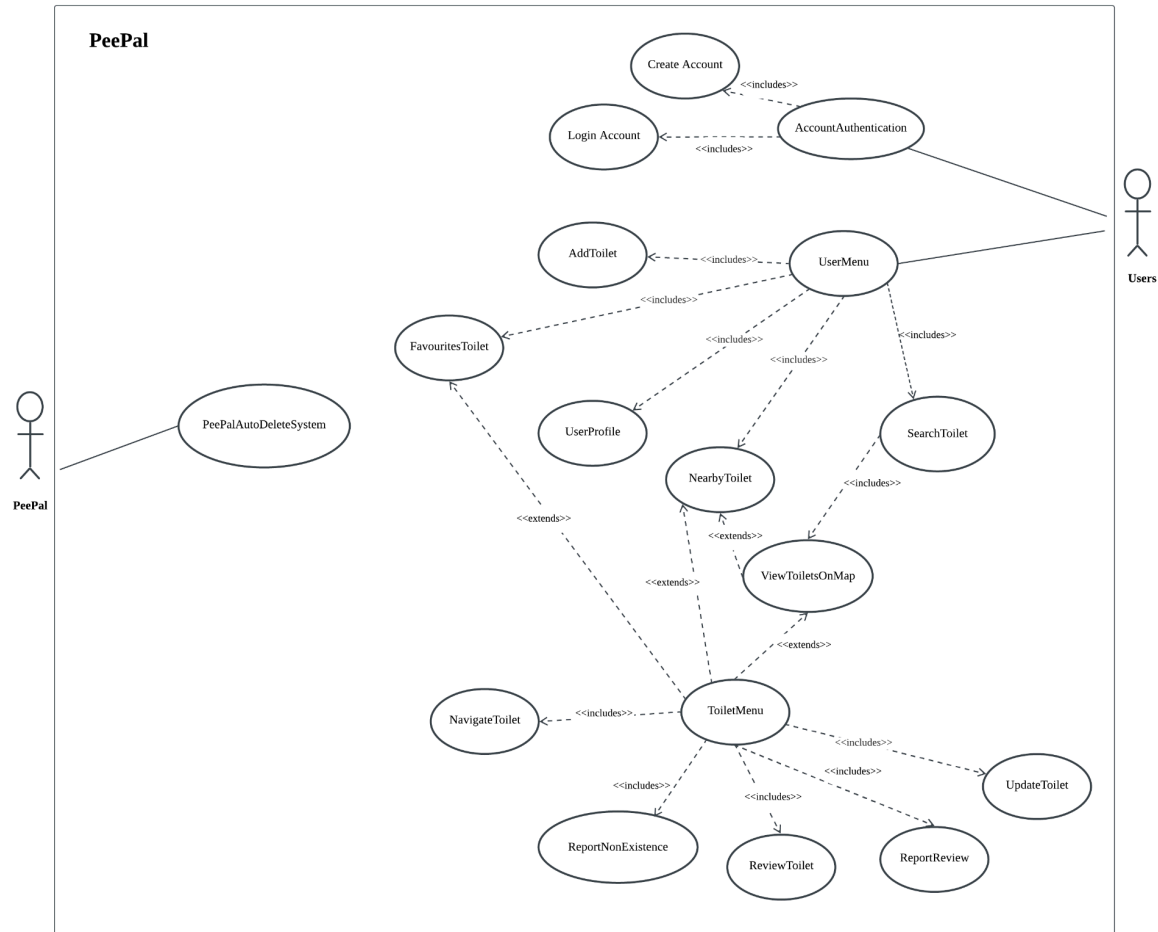 PeePal
Create Account
<<includes>>
AccountAuthentication
Login Account
<<includes>>
Users
AddToilet
<<includes>>
UserMenu
<<includes>>
<<includes>>
<<includes>>
<<includes>>
FavouritesToilet
PeePal
PeePalAutoDeleteSystem
UserProfile
SearchToilet
NearbyToilet
<<includes>>
<<extends>>
<<extends>>
<<extends>>
ViewToiletsOnMap
<<extends>>
NavigateToilet
<<includes>>
ToiletMenu
<<includes>>
<<includes>>
<<includes>>
<<includes>>
UpdateToilet
ReportNonExistence
ReviewToilet
ReportReview